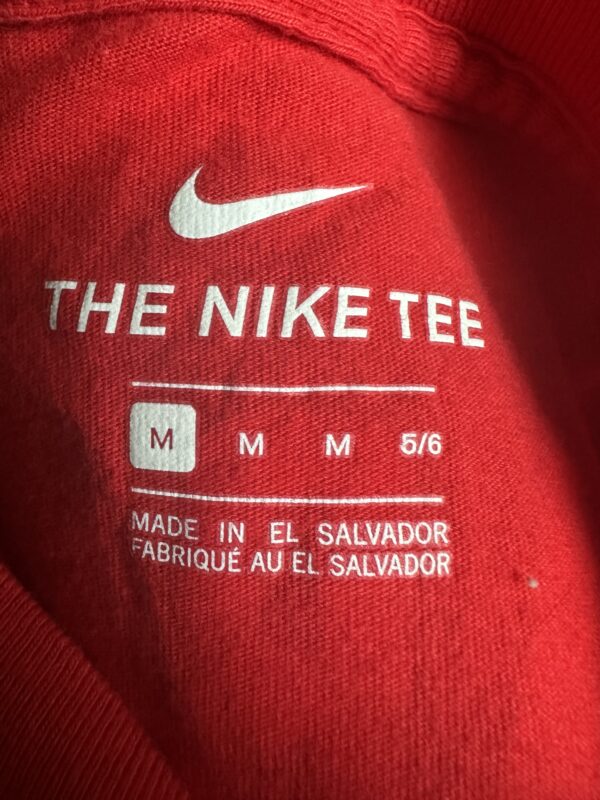 THE NIKE TEE
M M M 5/6
MADE IN EL SALVADOR
FABRIQUÉ AU EL SALVADOR